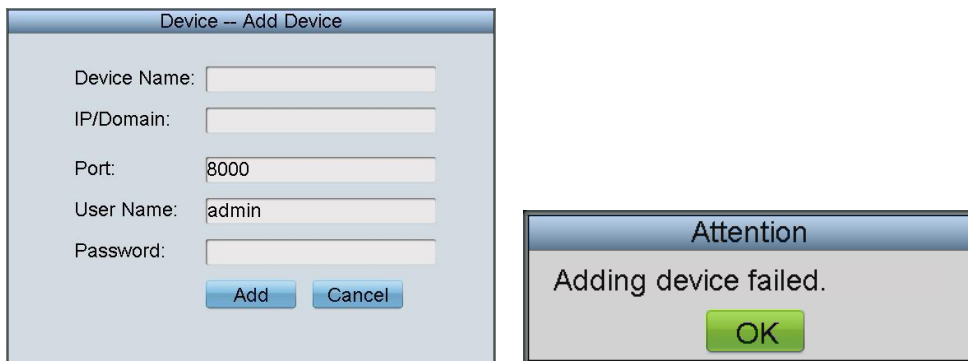 Device -- Add Device
Device Name:
IP/Domain:
Port: 8000
User Name: admin
Password:
Add Cancel
Attention
Adding device failed.
OK